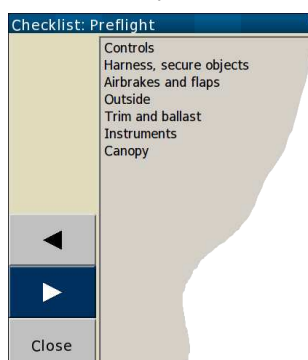 Checklist: Preflight
Controls
Harness, secure objects
Airbrakes and flaps
Outside
Trim and ballast
Instruments
Canopy
Close